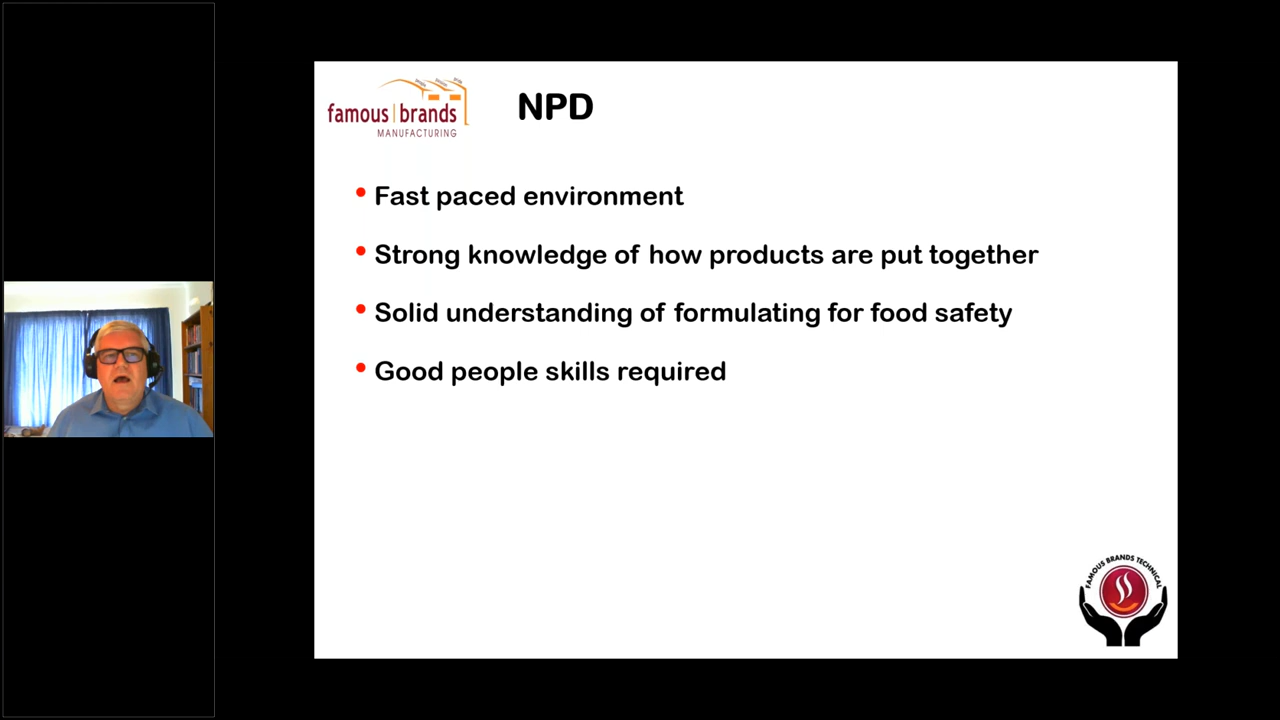 famous brands
MANUFACTURING
NPD
• Fast paced environment
• Strong knowledge of how products are put together
• Solid understanding of formulating for food safety
• Good people skills required
FAMOUS BRANDS TECHNICAL